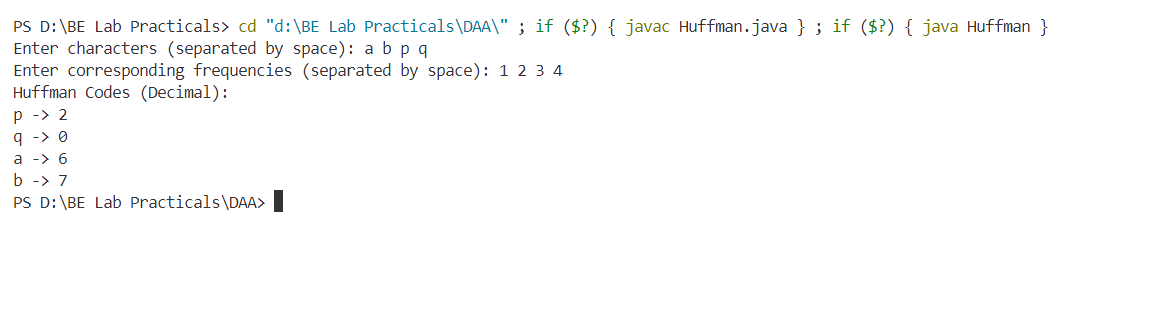 PS D:\BE Lab Practicals> cd "d:\BE Lab Practicals\DAA\" ; if ($?) { javac Huffman.java } ; if ($?) { java Huffman }
Enter characters (separated by space): a b p q
Enter corresponding frequencies (separated by space): 1 2 3 4
Huffman Codes (Decimal):
p -> 2
q -> 0
a -> 6
b -> 7
PS D:\BE Lab Practicals\DAA>